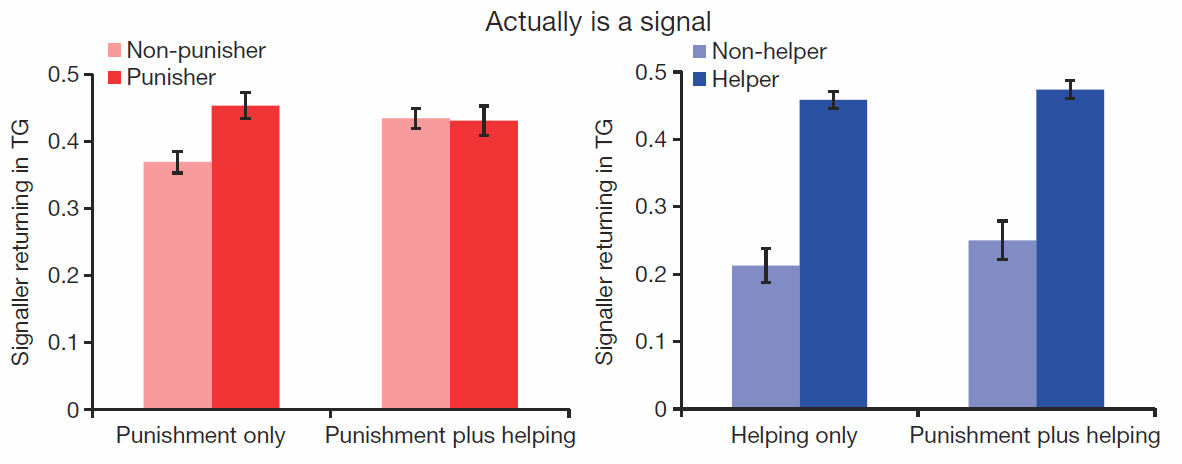 Actually is a signal
Non-punisher
Punisher
Signaller returning in TG
0.5
0.4
0.3
0.2
0.1
0
Punishment only
Punishment plus helping
Non-helper
Helper
Signaller returning in TG
0.5
0.4
0.3
0.2
0.1
0
Helping only
Punishment plus helping